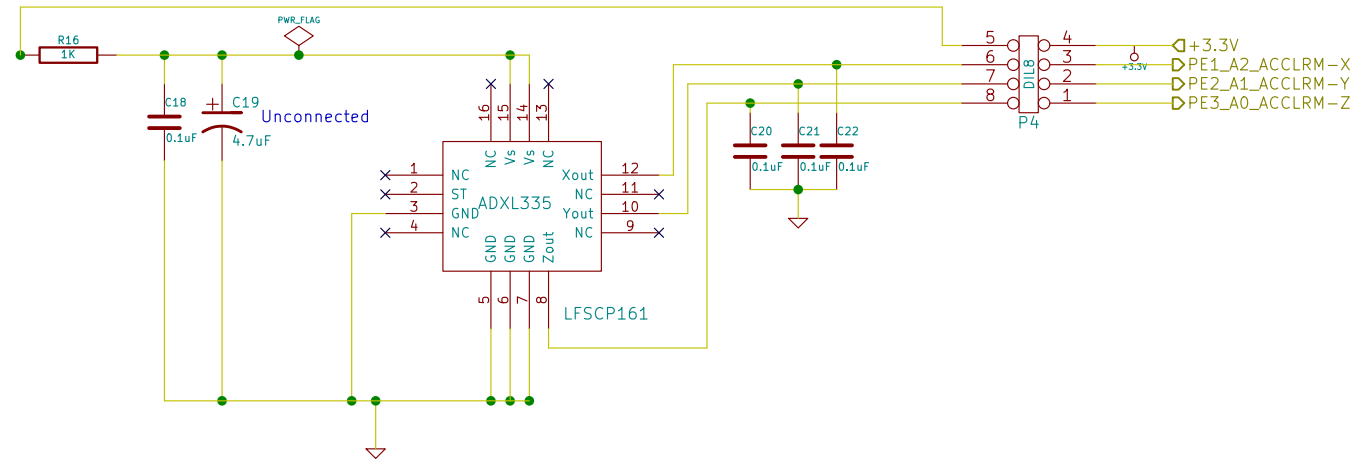 PWR_FLAG
R16
1K
5
4
+3.3V
6
3
+3.3V
PE1_A2_ACCLRM-X
7
2
PE2_A1_ACCLRM-Y
8
1
PE3_A0_ACCLRM-Z
DIL8
P4
C18
0.1uF
+
C19
4.7uF
Unconnected
16
15
14
13
NC
Vs
Vs
NC
C20
0.1uF
C21
0.1uF
C22
0.1uF
1
NC
2
ST
3
GND
4
NC
ADXL335
Xout
12
NC
11
Yout
10
NC
9
GND
GND
GND
Zout
5
6
7
8
LFSCP161